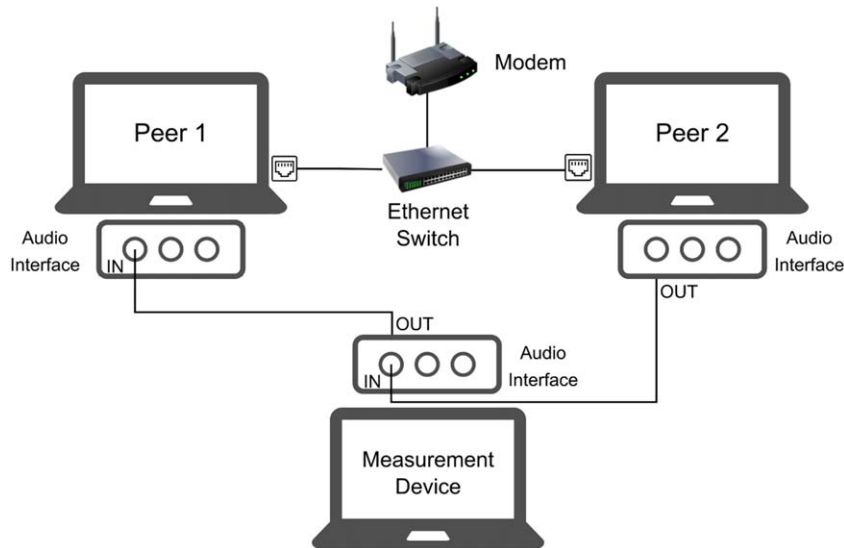 Modem
Peer 1
Peer 2
Ethernet
Switch
Audio
Interface
IN
Audio
Interface
OUT
OUT
IN
Audio
Interface
Measurement
Device